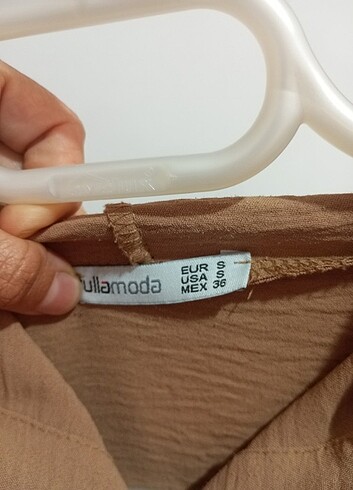 ullamoda
EUR S
USA S
MEX 36